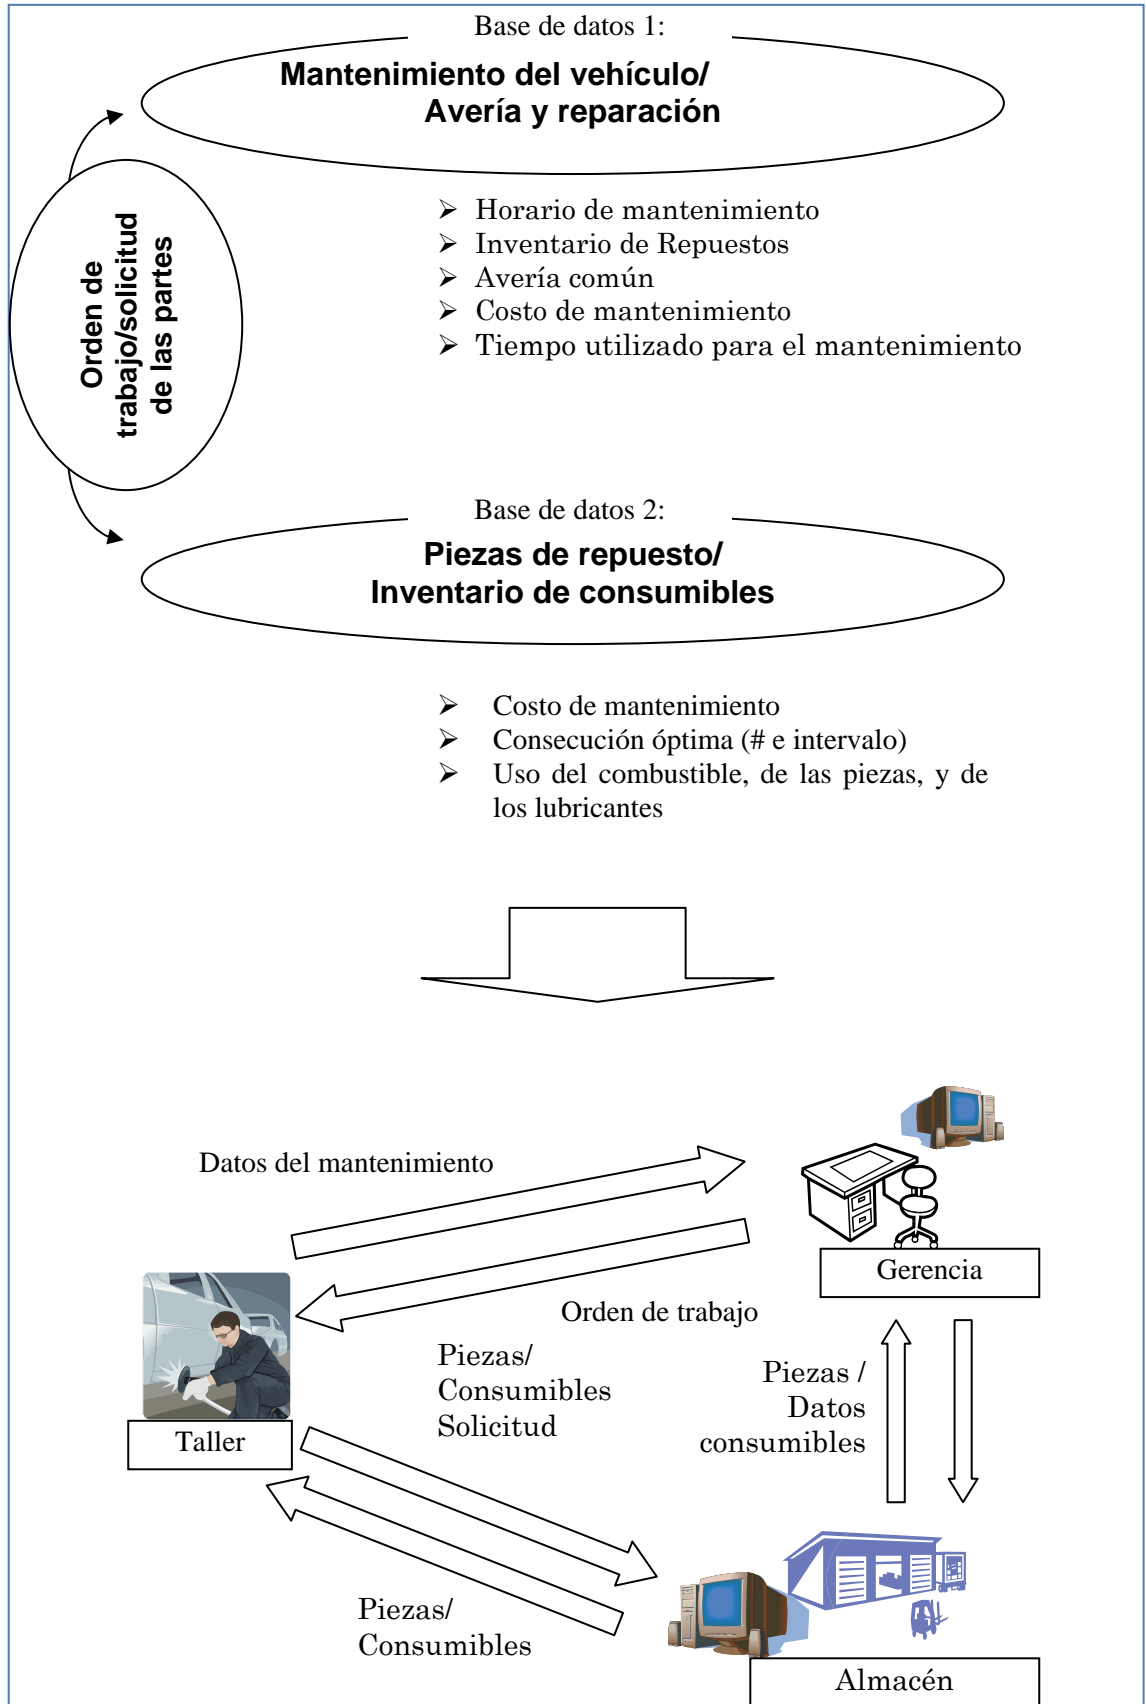 Base de datos 1:
Mantenimiento del vehículo/
Avería y reparación
Orden de
trabajo/solicitud
de las partes
➢ Horario de mantenimiento
➢ Inventario de Repuestos
➢ Avería común
➢ Costo de mantenimiento
➢ Tiempo utilizado para el mantenimiento
Base de datos 2:
Piezas de repuesto/
Inventario de consumibles
➢ Costo de mantenimiento
➢ Consecución óptima (# e intervalo)
➢ Uso del combustible, de las piezas, y de
los lubricantes
Datos del mantenimiento
Gerencia
Orden de trabajo
Piezas/
Consumibles
Solicitud
Piezas /
Datos
consumibles
Taller
Piezas/
Consumibles
Almacén